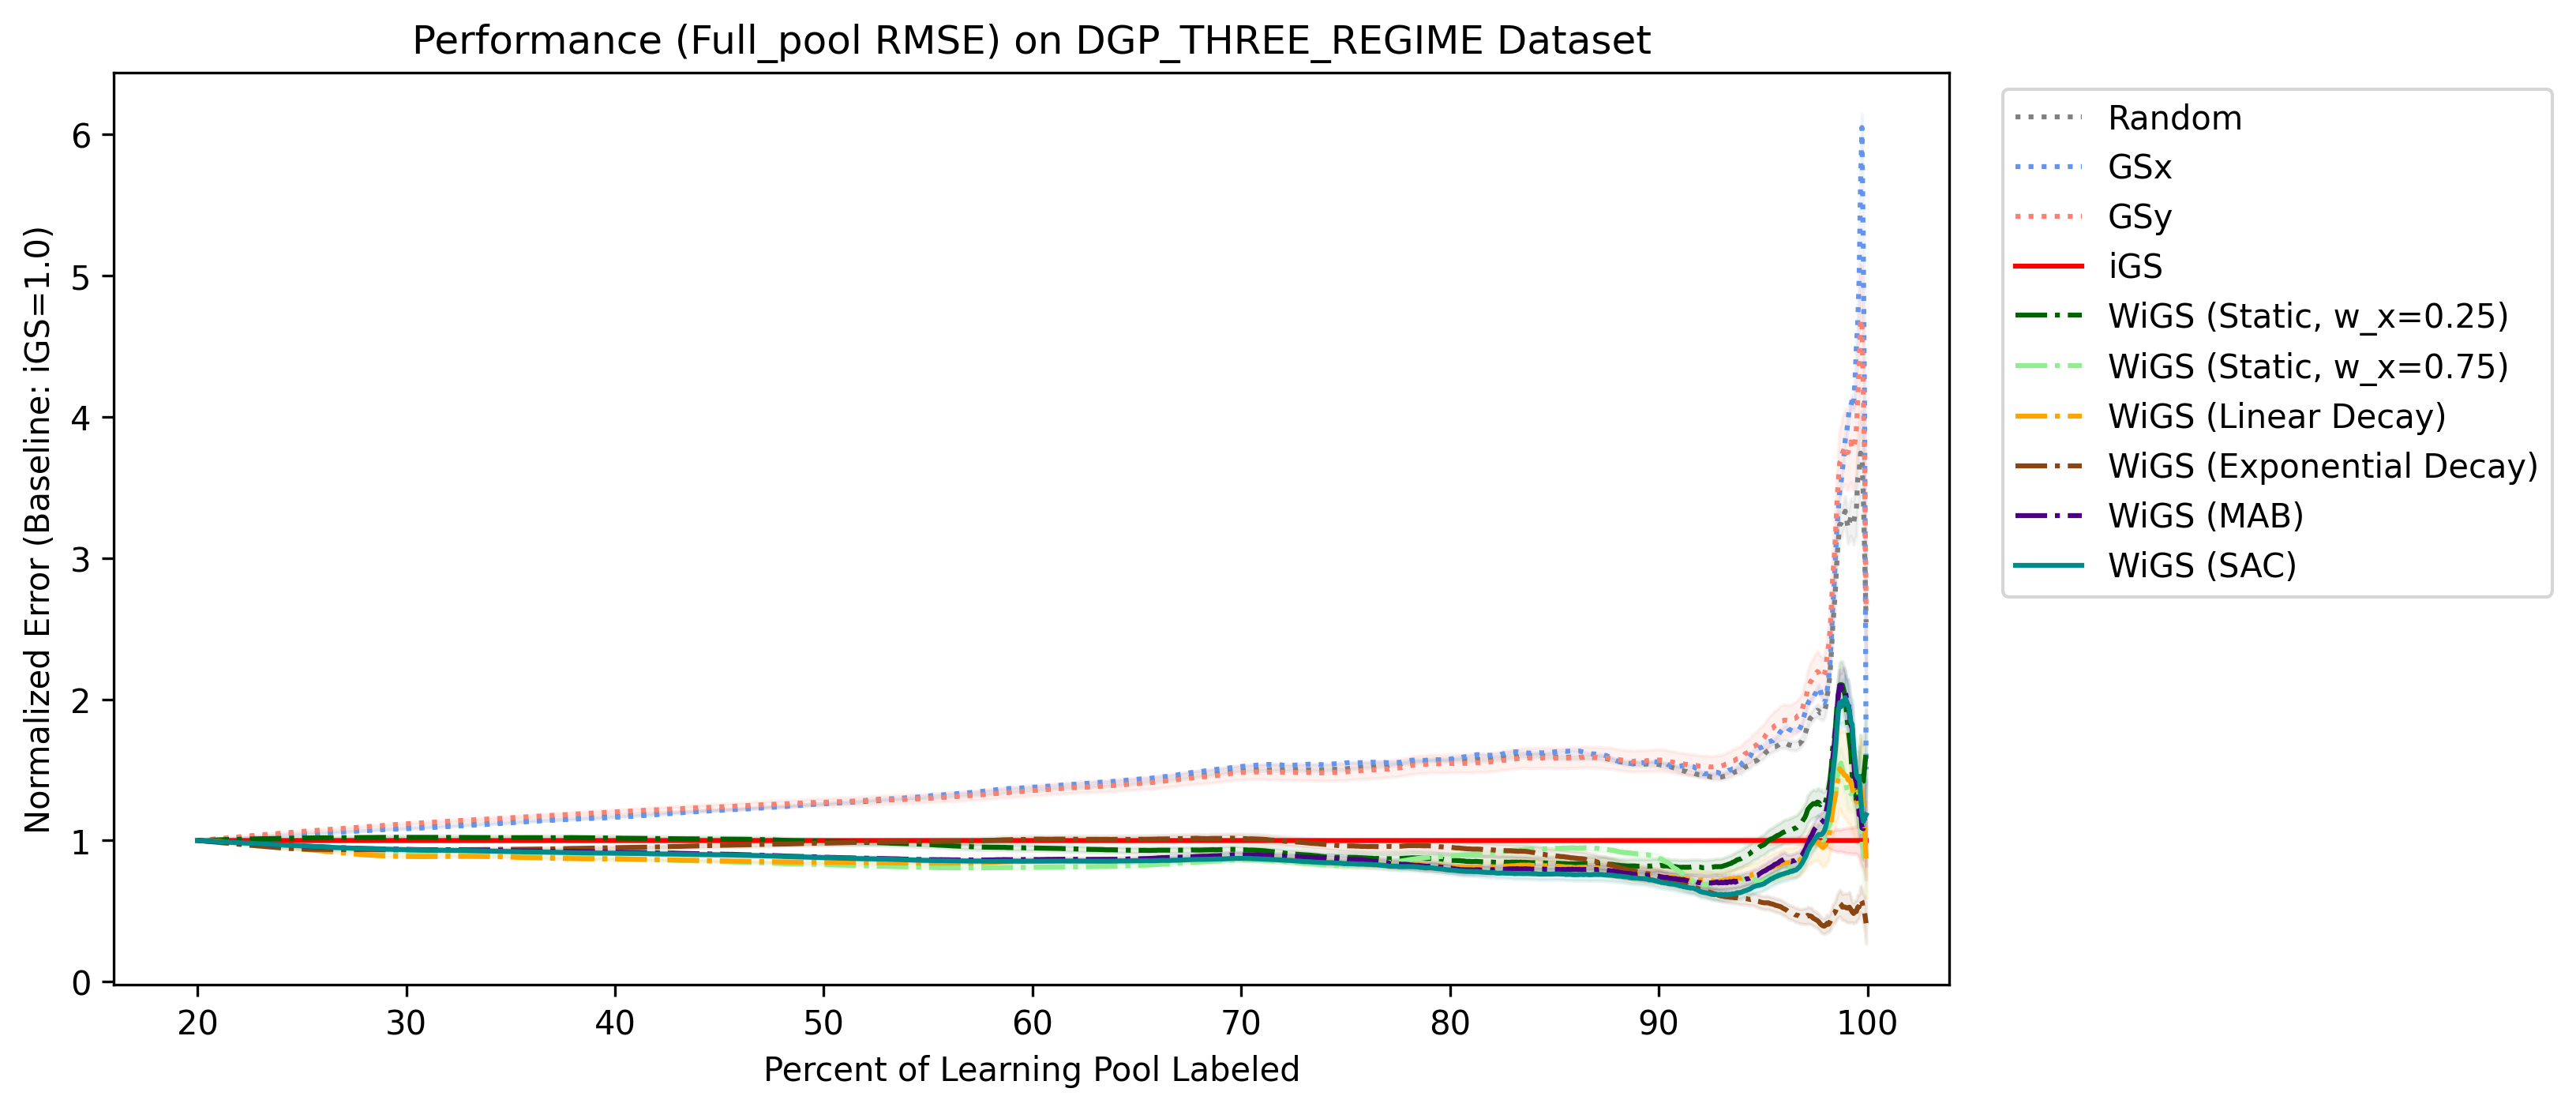 Performance (Full_pool RMSE) on DGP_THREE_REGIME Dataset
Normalized Error (Baseline: iGS=1.0)
6
5
4
3
2
1
0
20 30 40 50 60 70 80 90 100
Percent of Learning Pool Labeled
Random
GSx
GSy
iGS
WiGS (Static, w_x=0.25)
WiGS (Static, w_x=0.75)
WiGS (Linear Decay)
WiGS (Exponential Decay)
WiGS (MAB)
WiGS (SAC)